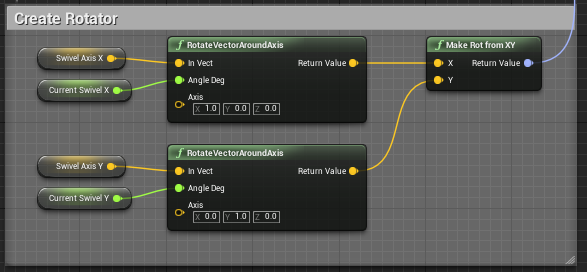 Create Rotator
f RotateVectorAroundAxis
Swivel Axis X
In Vect
Return Value
Current Swivel X
Angle Deg
Axis
X 1.0 Y 0.0 Z 0.0
f Make Rot from XY
X
Return Value
Y
f RotateVectorAroundAxis
Swivel Axis Y
In Vect
Return Value
Current Swivel Y
Angle Deg
Axis
X 0.0 Y 1.0 Z 0.0